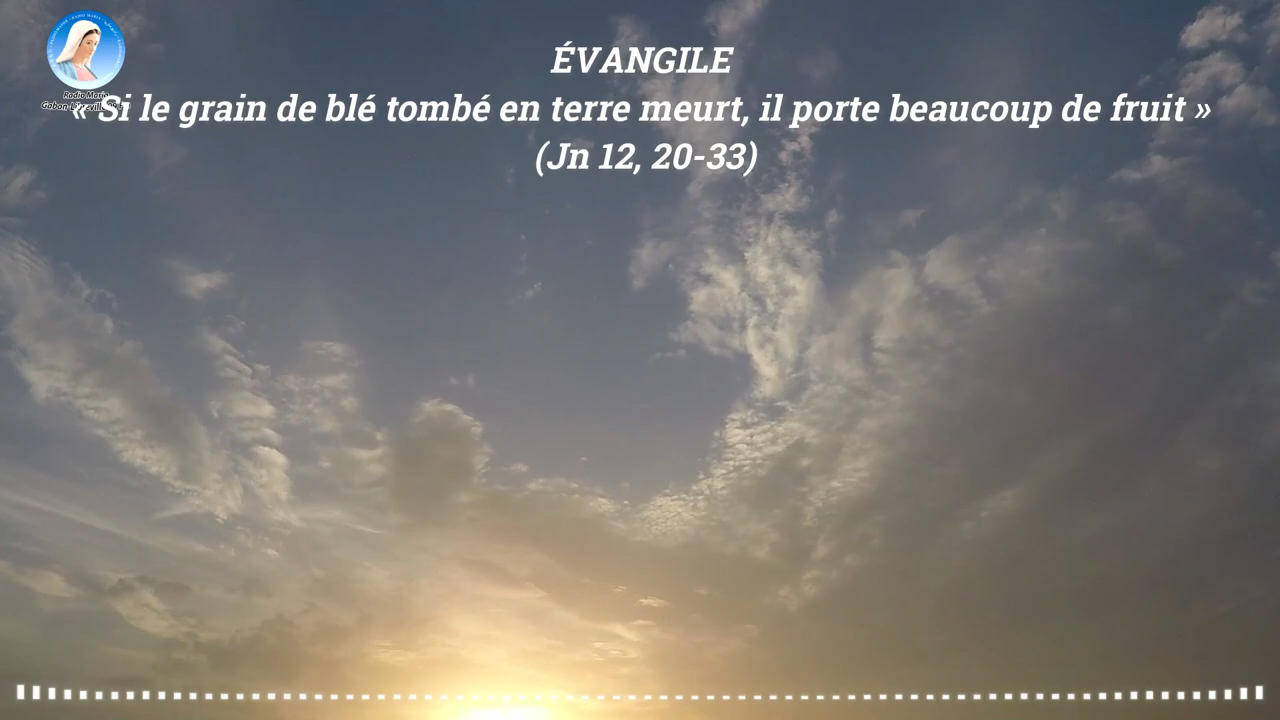 ÉVANGILE
« Si le grain de blé tombé en terre meurt, il porte beaucoup de fruit »
(Jn 12, 20-33)
Radio Maria
Gabon